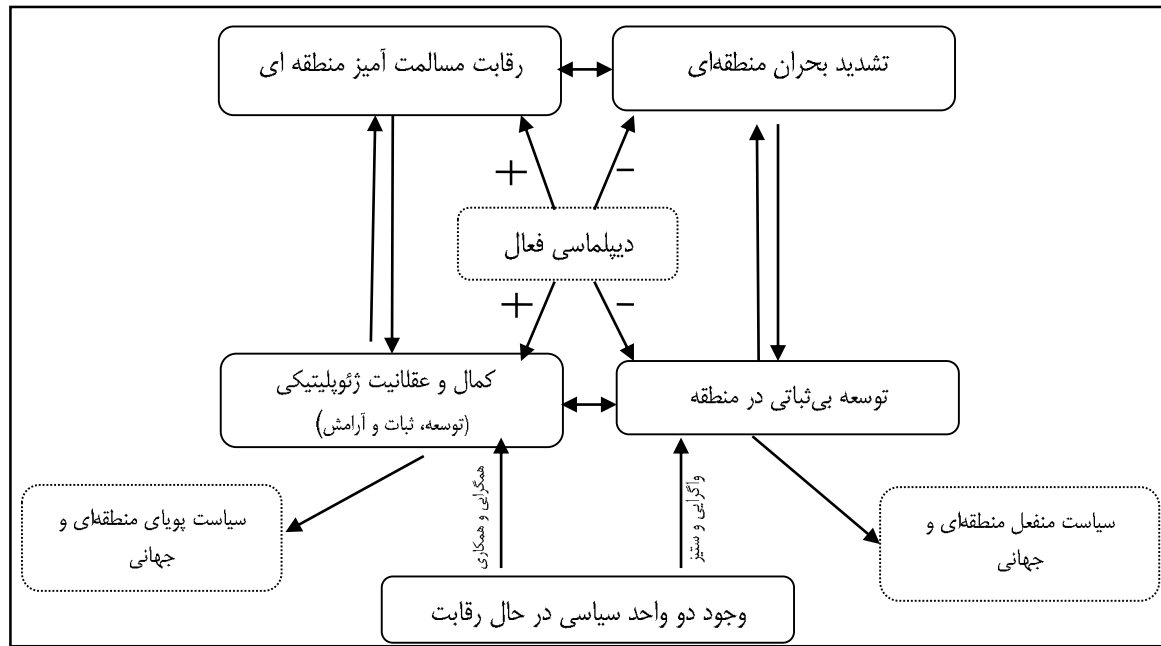 رقابت مسالمت آمیز منطقه ای
تشدید بحران منطقه‌ای
+
−
دیپلماسی فعال
+
−
کمال و عقلانیت ژئوپلیتیکی
(توسعه، ثبات و آرامش)
توسعه بی‌ثباتی در منطقه
همگرایی و همکاری
واگرایی و ستیز
سیاست پویای منطقه‌ای و
جهانی
سیاست منفعل منطقه‌ای و
جهانی
وجود دو واحد سیاسی در حال رقابت